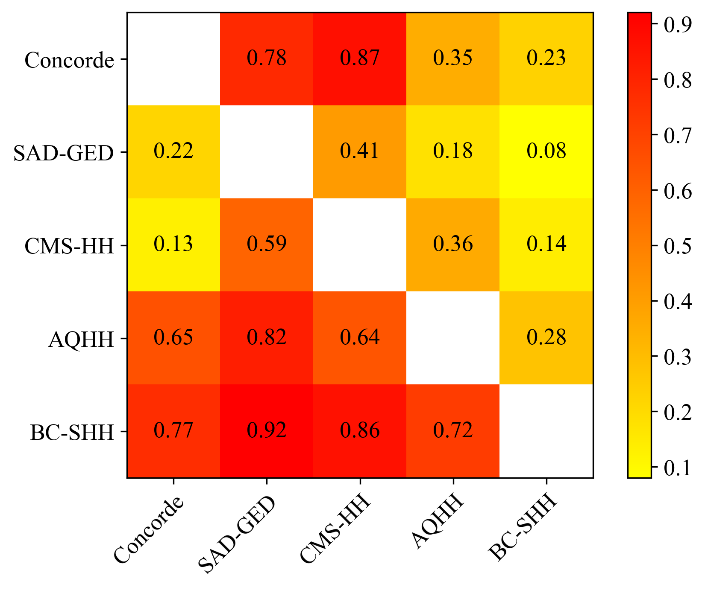 Concorde 0.78 0.87 0.35 0.23
SAD-GED 0.22 0.41 0.18 0.08
CMS-HH 0.13 0.59 0.36 0.14
AQHH 0.65 0.82 0.64 0.28
BC-SHH 0.77 0.92 0.86 0.72
Concorde
SAD-GED
CMS-HH
AQHH
BC-SHH
0.9
0.8
0.7
0.6
0.5
0.4
0.3
0.2
0.1